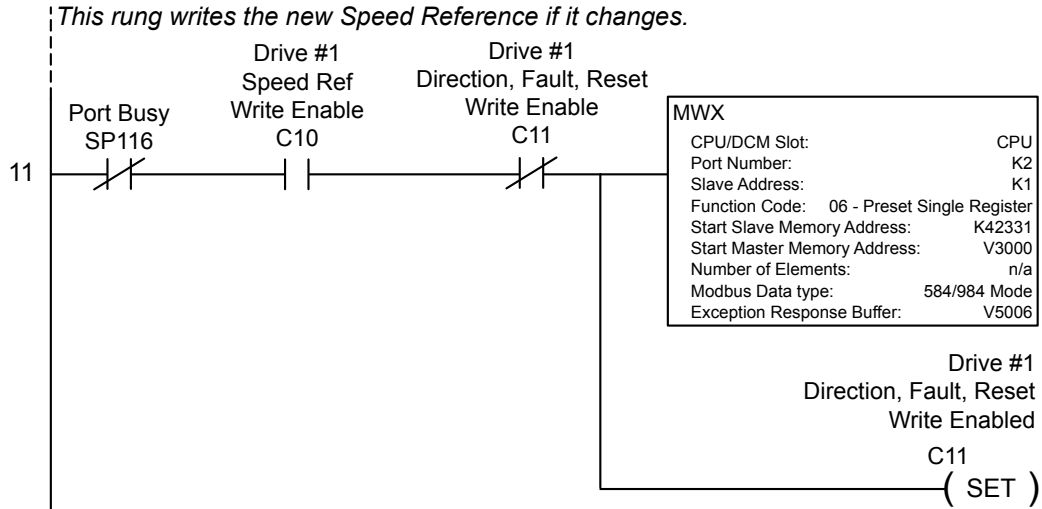 This rung writes the new Speed Reference if it changes.
Drive #1
Speed Ref
Write Enable
C10
Drive #1
Direction, Fault, Reset
Write Enable
C11
Port Busy
SP116
11
MWX
CPU/DCM Slot: CPU
Port Number: K2
Slave Address: K1
Function Code: 06 - Preset Single Register
Start Slave Memory Address: K42331
Start Master Memory Address: V3000
Number of Elements: n/a
Modbus Data type: 584/984 Mode
Exception Response Buffer: V5006
Drive #1
Direction, Fault, Reset
Write Enabled
C11
( SET )